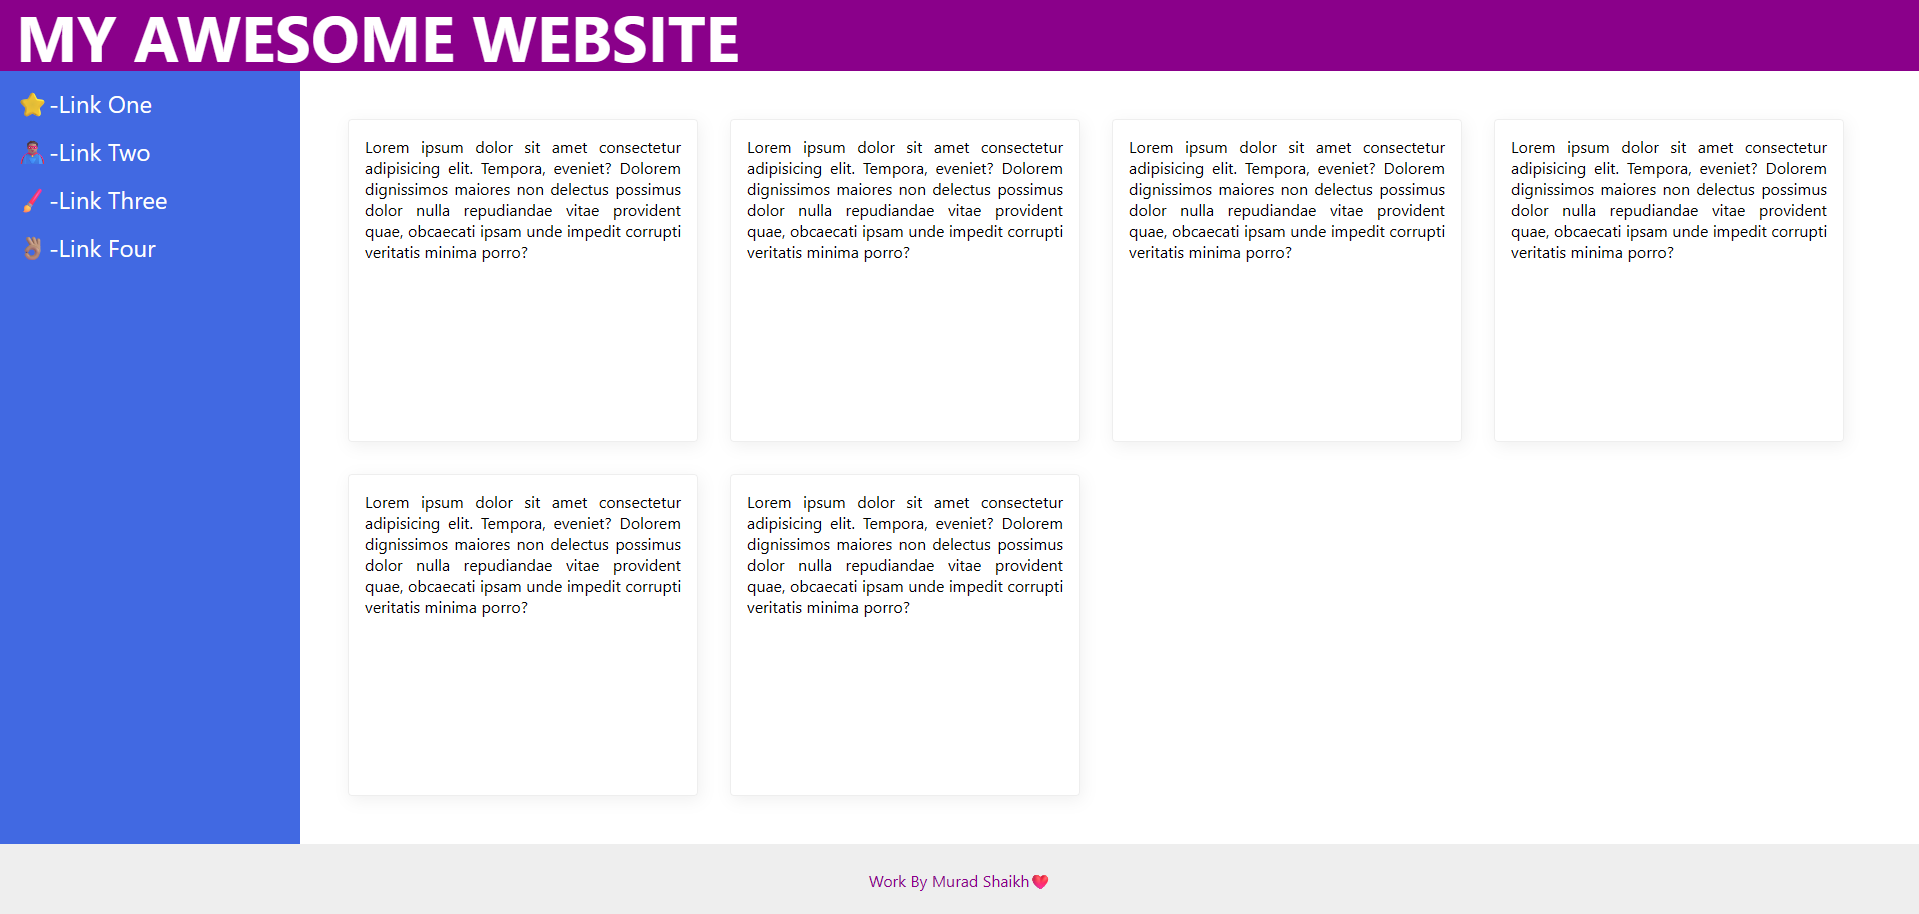 MY AWESOME WEBSITE
⭐-Link One
🦹🏾‍♂️-Link Two
🖌️-Link Three
👌🏽-Link Four
Lorem ipsum dolor sit amet consectetur
adipisicing elit. Tempora, eveniet? Dolorem
dignissimos maiores non delectus possimus
dolor nulla repudiandae vitae provident
quae, obcaecati ipsam unde impedit corrupti
veritatis minima porro?
Lorem ipsum dolor sit amet consectetur
adipisicing elit. Tempora, eveniet? Dolorem
dignissimos maiores non delectus possimus
dolor nulla repudiandae vitae provident
quae, obcaecati ipsam unde impedit corrupti
veritatis minima porro?
Lorem ipsum dolor sit amet consectetur
adipisicing elit. Tempora, eveniet? Dolorem
dignissimos maiores non delectus possimus
dolor nulla repudiandae vitae provident
quae, obcaecati ipsam unde impedit corrupti
veritatis minima porro?
Lorem ipsum dolor sit amet consectetur
adipisicing elit. Tempora, eveniet? Dolorem
dignissimos maiores non delectus possimus
dolor nulla repudiandae vitae provident
quae, obcaecati ipsam unde impedit corrupti
veritatis minima porro?
Lorem ipsum dolor sit amet consectetur
adipisicing elit. Tempora, eveniet? Dolorem
dignissimos maiores non delectus possimus
dolor nulla repudiandae vitae provident
quae, obcaecati ipsam unde impedit corrupti
veritatis minima porro?
Lorem ipsum dolor sit amet consectetur
adipisicing elit. Tempora, eveniet? Dolorem
dignissimos maiores non delectus possimus
dolor nulla repudiandae vitae provident
quae, obcaecati ipsam unde impedit corrupti
veritatis minima porro?
Work By Murad Shaikh❤️